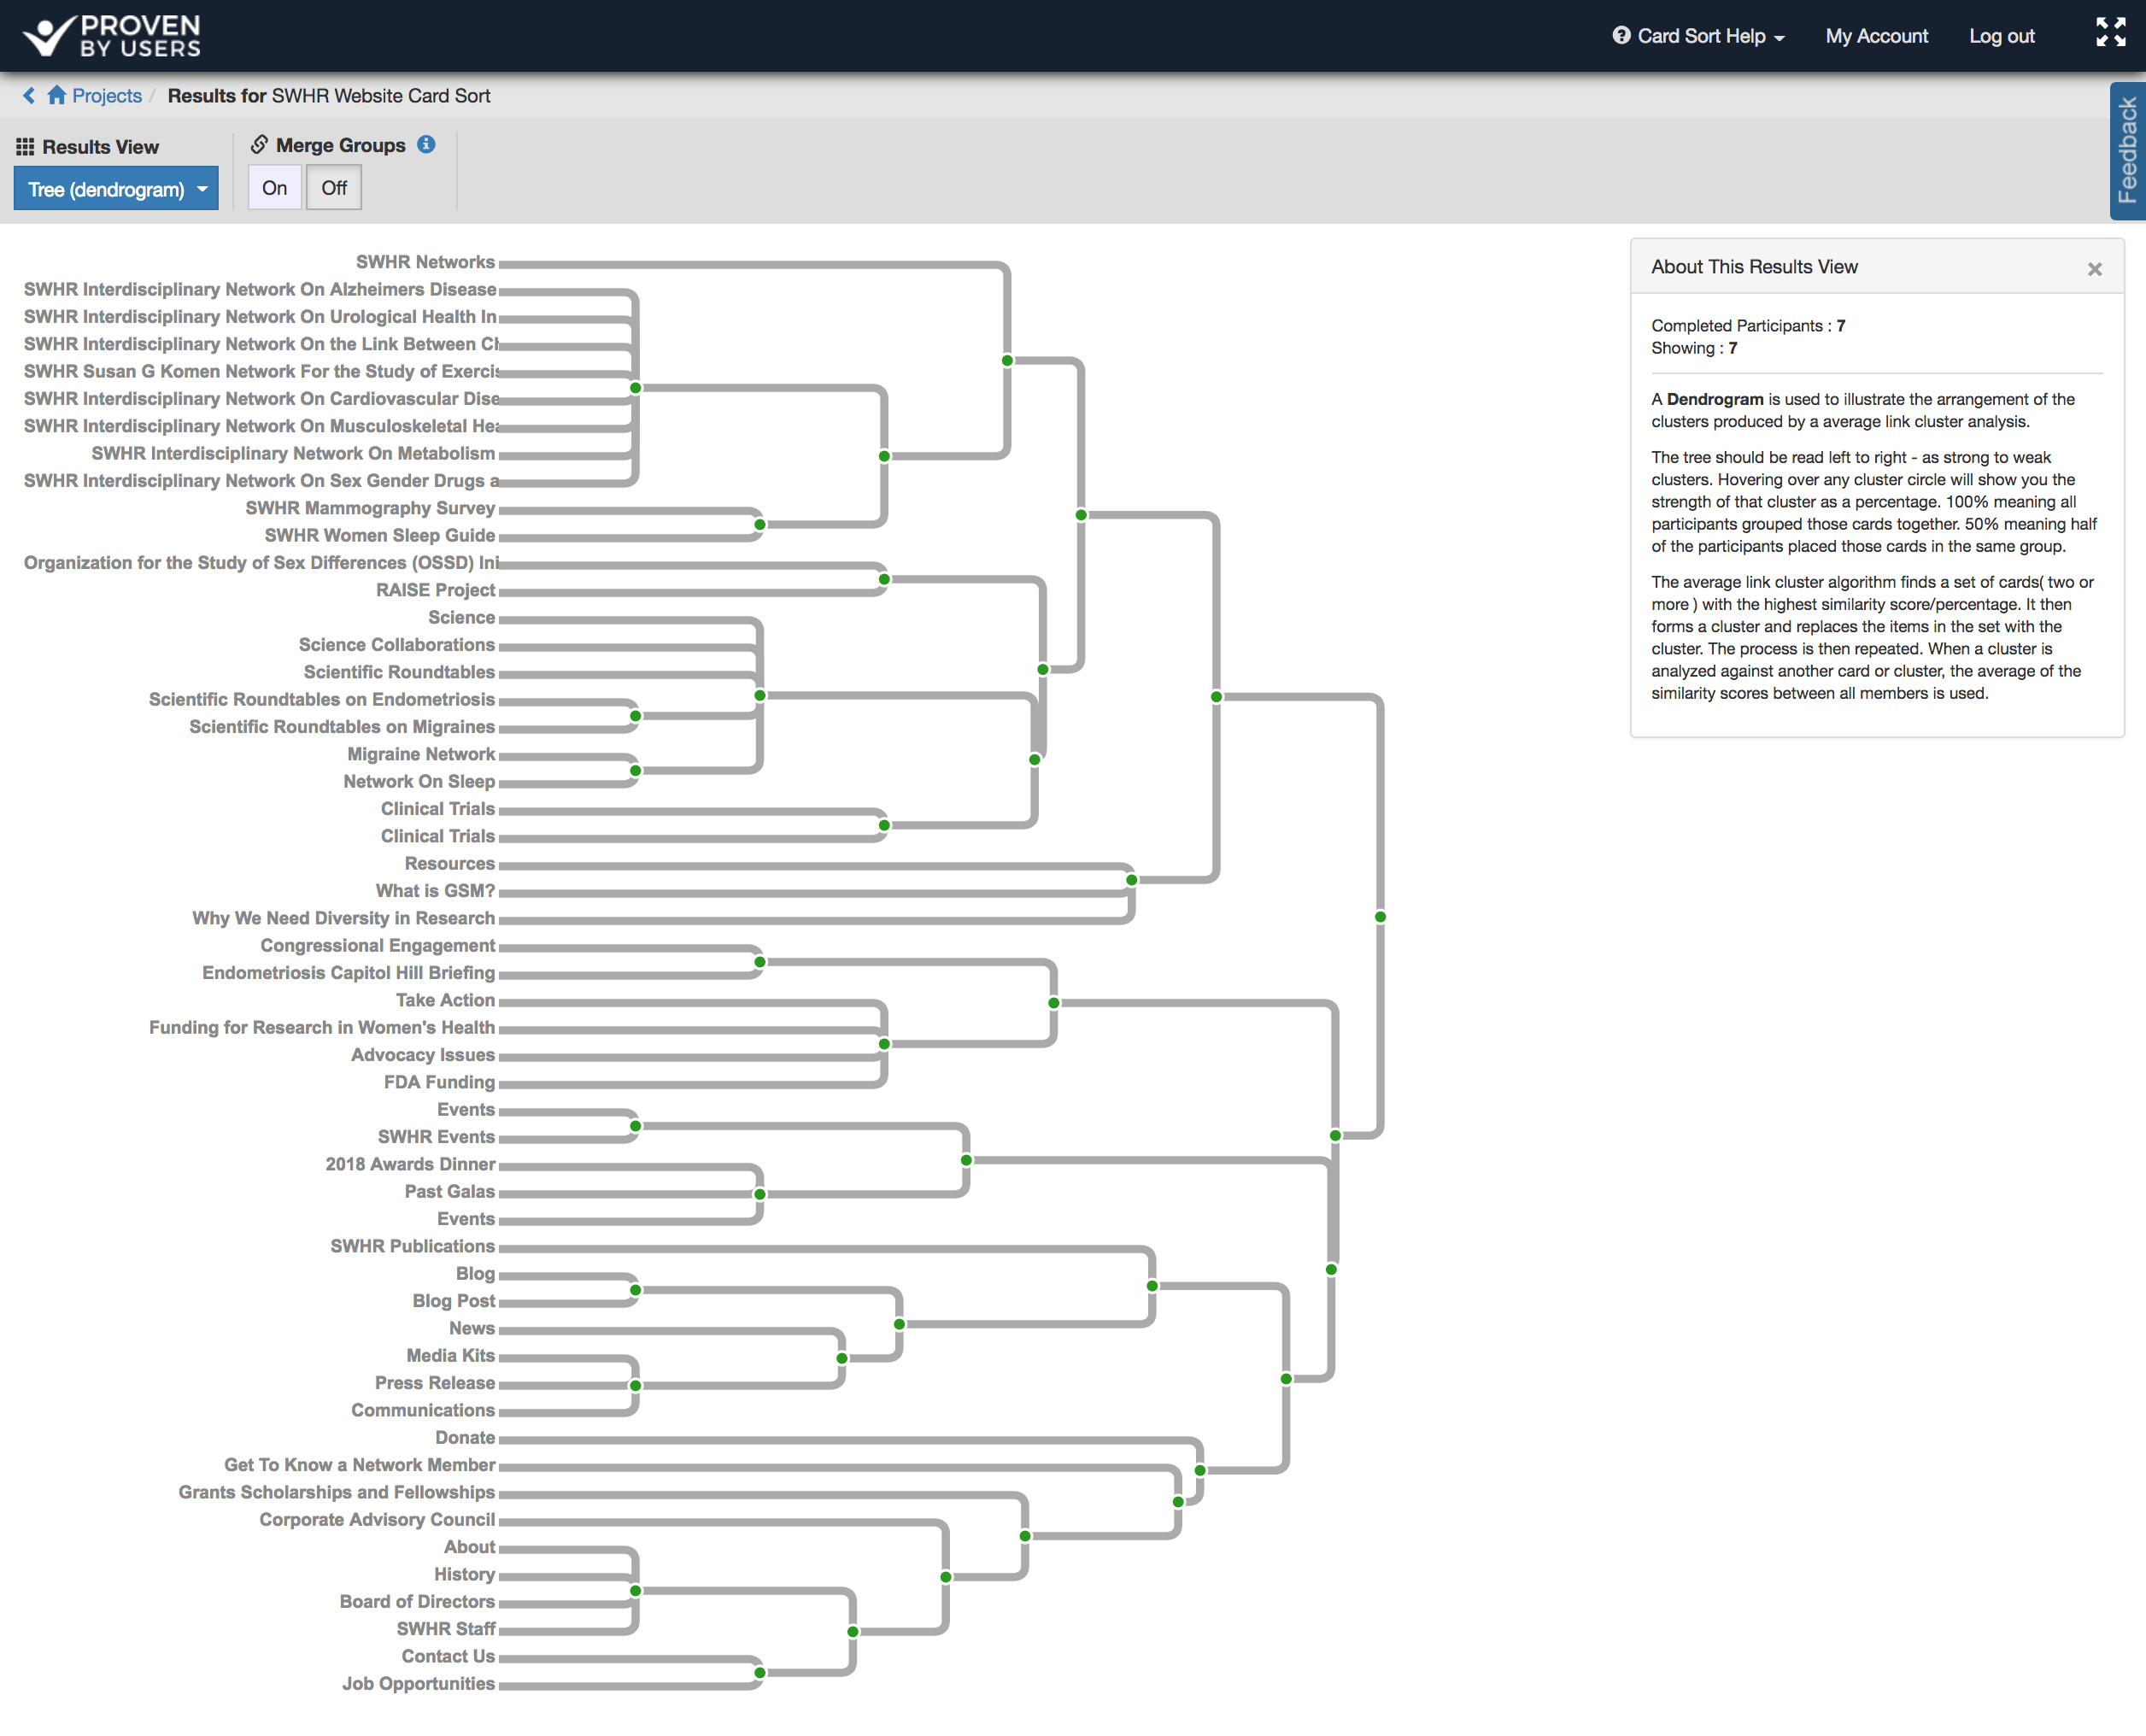 PROVEN
BY USERS
Card Sort Help
My Account
Log out
Projects / Results for SWHR Website Card Sort
Feedback
Results View
Merge Groups
Tree (dendrogram)
On
Off
SWHR Networks
SWHR Interdisciplinary Network On Alzheimers Disease
SWHR Interdisciplinary Network On Urological Health In
SWHR Interdisciplinary Network On the Link Between
SWHR Susan G Komen Network For the Study of Exercis
SWHR Interdisciplinary Network On Cardiovascular Dise
SWHR Interdisciplinary Network On Musculoskeletal Hea
SWHR Interdisciplinary Network On Metabolism
SWHR Interdisciplinary Network On Sex Gender Drugs a
SWHR Mammography Survey
SWHR Women Sleep Guide
Organization for the Study of Sex Differences (OSSD) Ini
RAISE Project
Science
Science Collaborations
Scientific Roundtables
Scientific Roundtables on Endometriosis
Scientific Roundtables on Migraines
Migraine Network
Network On Sleep
Clinical Trials
Clinical Trials
Resources
What is GSM?
Why We Need Diversity in Research
Congressional Engagement
Endometriosis Capitol Hill Briefing
Take Action
Funding for Research in Women's Health
Advocacy Issues
FDA Funding
Events
SWHR Events
2018 Awards Dinner
Past Galas
Events
SWHR Publications
Blog
Blog Post
News
Media Kits
Press Release
Communications
Donate
Get To Know a Network Member
Grants Scholarships and Fellowships
Corporate Advisory Council
About
History
Board of Directors
SWHR Staff
Contact Us
Job Opportunities
About This Results View
×
Completed Participants : 7
Showing : 7
A Dendrogram is used to illustrate the arrangement of the
clusters produced by a average link cluster analysis.
The tree should be read left to right - as strong to weak
clusters. Hovering over any cluster circle will show you the
strength of that cluster as a percentage. 100% meaning all
participants grouped those cards together. 50% meaning half
of the participants placed those cards in the same group.
The average link cluster algorithm finds a set of cards( two or
more ) with the highest similarity score/percentage. It then
forms a cluster and replaces the items in the set with the
cluster. The process is then repeated. When a cluster is
analyzed against another card or cluster, the average of the
similarity scores between all members is used.